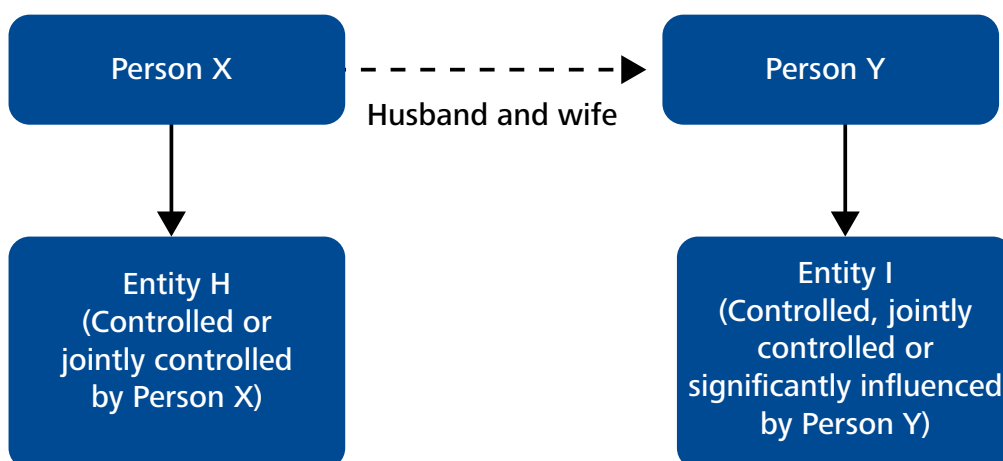 Person X
Person Y
Husband and wife
Entity H
(Controlled or
jointly controlled
by Person X)
Entity I
(Controlled, jointly
controlled or
significantly influenced
by Person Y)